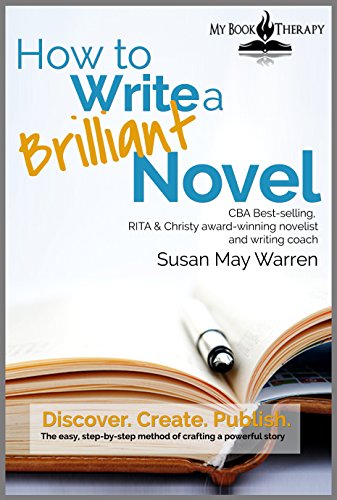 MY BOOK THERAPY
How to
Write a
Brilliant
Novel
CBA Best-selling,
RITA & Christy award-winning novelist
and writing coach
Susan May Warren
Discover. Create. Publish.
The easy, step-by-step method of crafting a powerful story